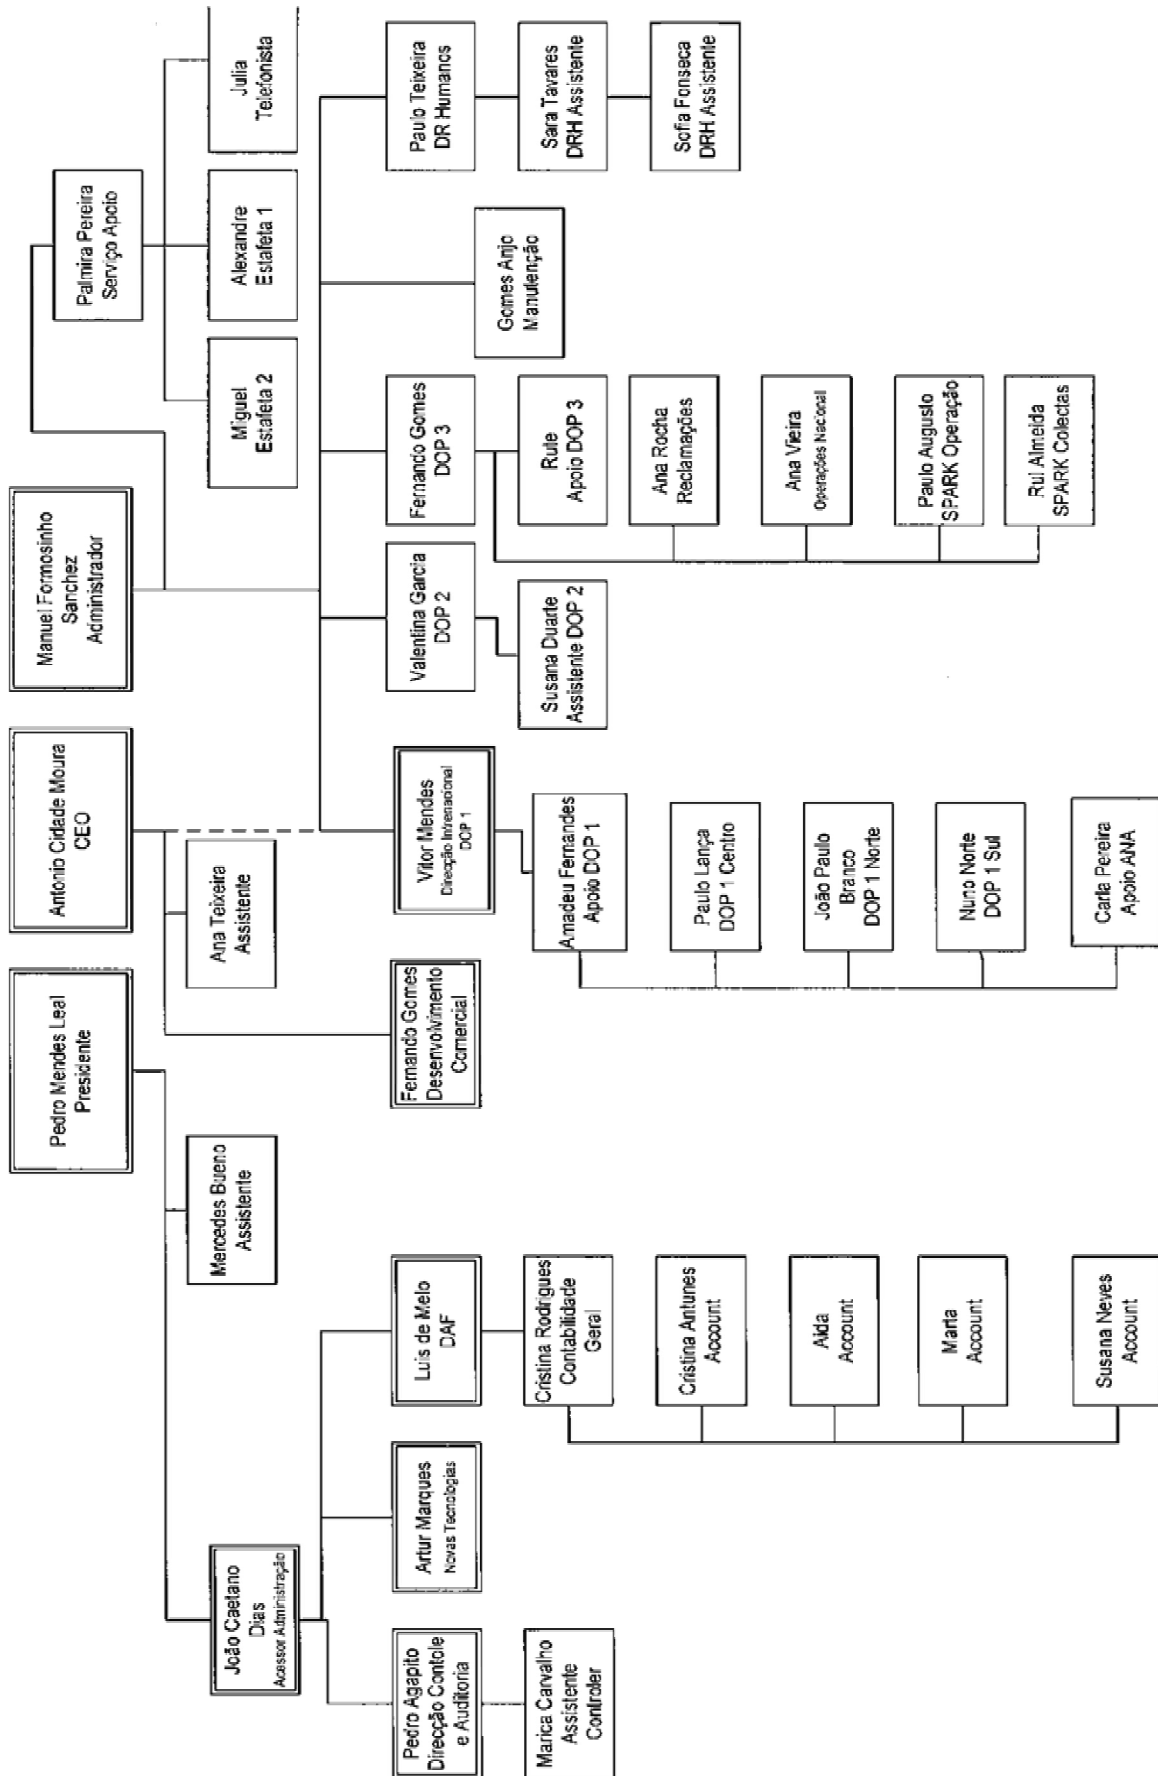 Pedro Mendes Leal
Presidente
Antonio Cidade Moura
CEO
Manuel Formosinho
Sanchez
Administrador
Palmira Pereira
Serviço Apoio
Mercedes Bueno
Assistente
Ana Teixeira
Assistente
João Caetano
Dias
Acessor Administração
Miguel
Estafeta 2
Alexandre
Estafeta 1
Julia
Telefonista
Pedro Agapito
Direcção Contole
e Auditoria
Artur Marques
Novas Tecnologias
Luis de Melo
DAF
Fernando Gomes
Desenvolvimento
Comercial
Vitor Mendes
Direcção Intrenacional
DOP 1
Valentina Garcia
DOP 2
Fernando Gomes
DOP 3
Gomes Anjo
Manutenção
Paulo Teixeira
DR Humanos
Marica Carvalho
Assistente
Controler
Cristina Rodrigues
Contabilidade
Geral
Cristina Antunes
Account
Aida
Account
Marta
Account
Susana Neves
Account
Amadeu Fernandes
Apoio DOP 1
Paulo Lança
DOP 1 Centro
João Paulo
Branco
DOP 1 Norte
Nuno Norte
DOP 1 Sul
Carla Pereira
Apoio ANA
Susana Duarte
Assistente DOP 2
Rute
Apoio DOP 3
Ana Rocha
Reclamações
Ana Vieira
Operações Nacional
Paulo Augusto
SPARK Operação
Rui Almeida
SPARK Colectas
Sara Tavares
DRH Assistente
Sofia Fonseca
DRH Assistente